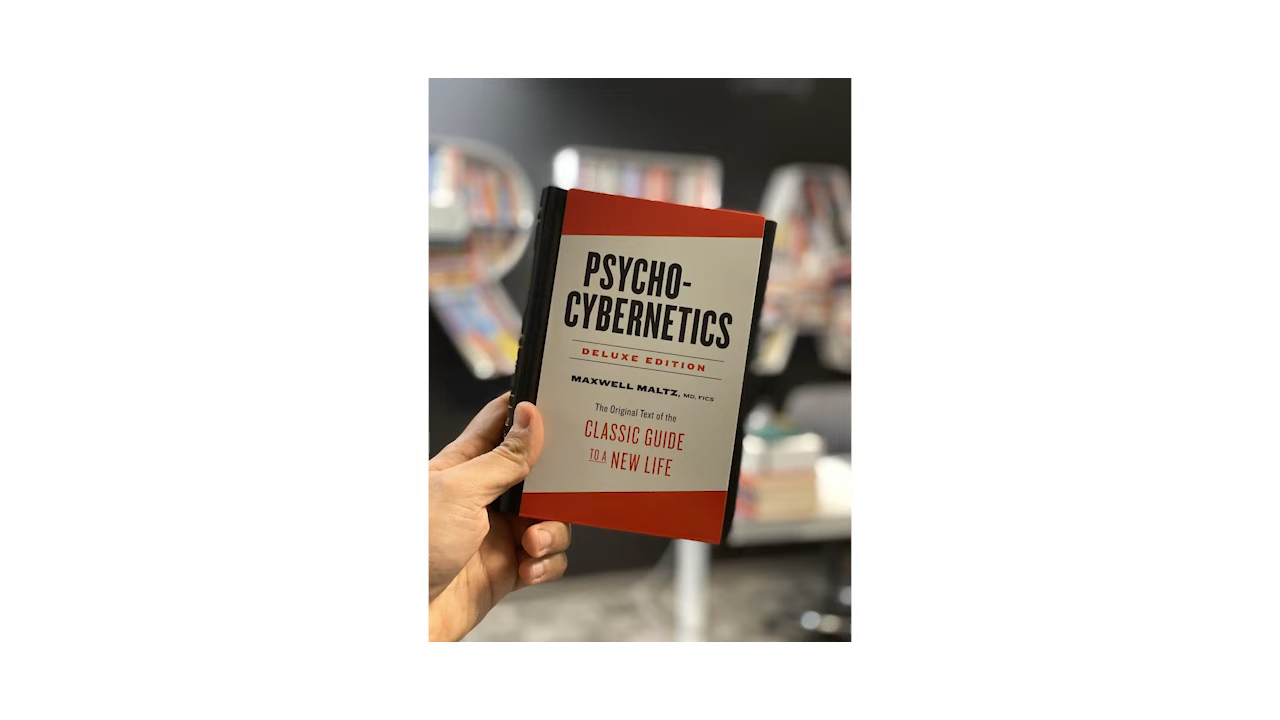 PSYCHO-
CYBERNETICS
DELUXE EDITION
MAXWELL MALTZ, MD, FICS
The Original Text of the
CLASSIC GUIDE
TO A NEW LIFE